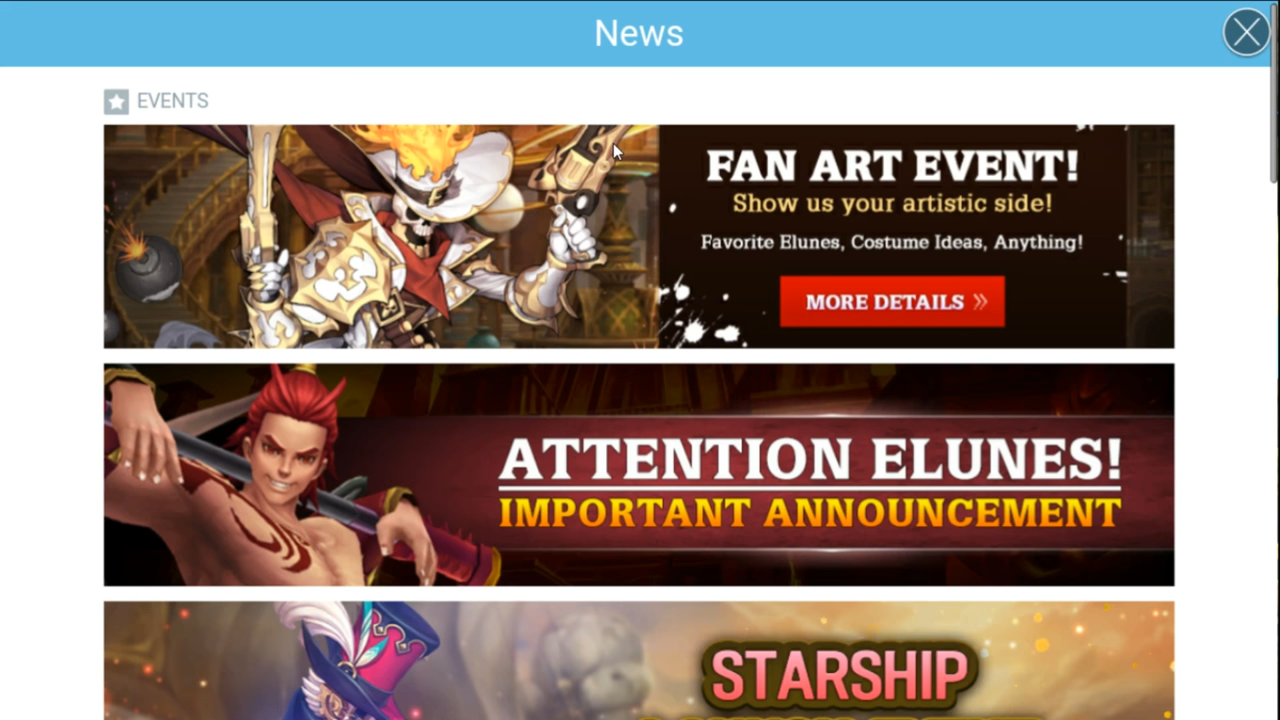 News
EVENTS
FAN ART EVENT!
Show us your artistic side!
Favorite Elunes, Costume Ideas, Anything!
MORE DETAILS »
ATTENTION ELUNES!
IMPORTANT ANNOUNCEMENT
STARSHIP